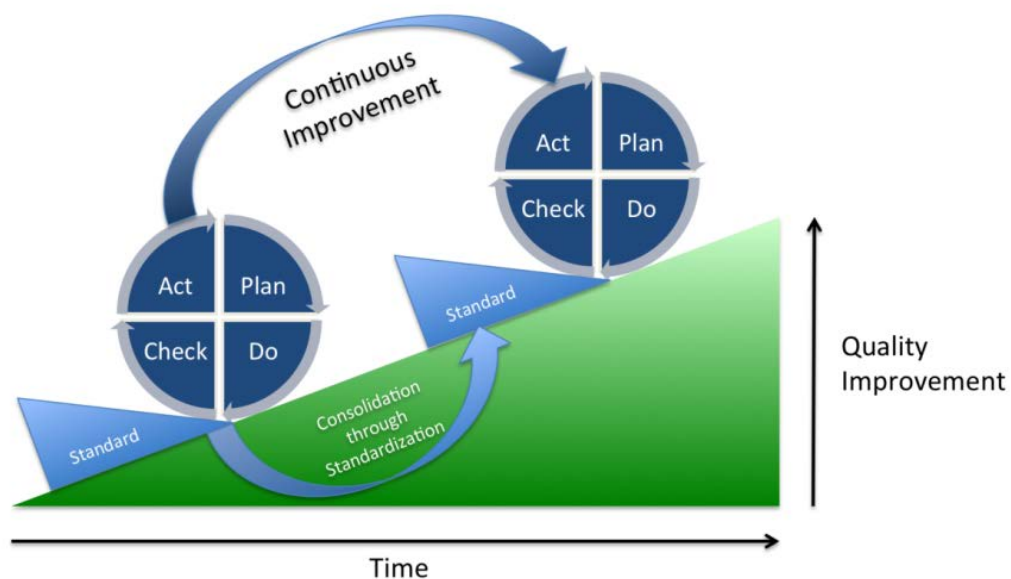 Continuous
Improvement
Act
Plan
Check
Do
Act
Plan
Check
Do
Standard
Standard
Consolidation
through
Standardization
Quality
Improvement
Time